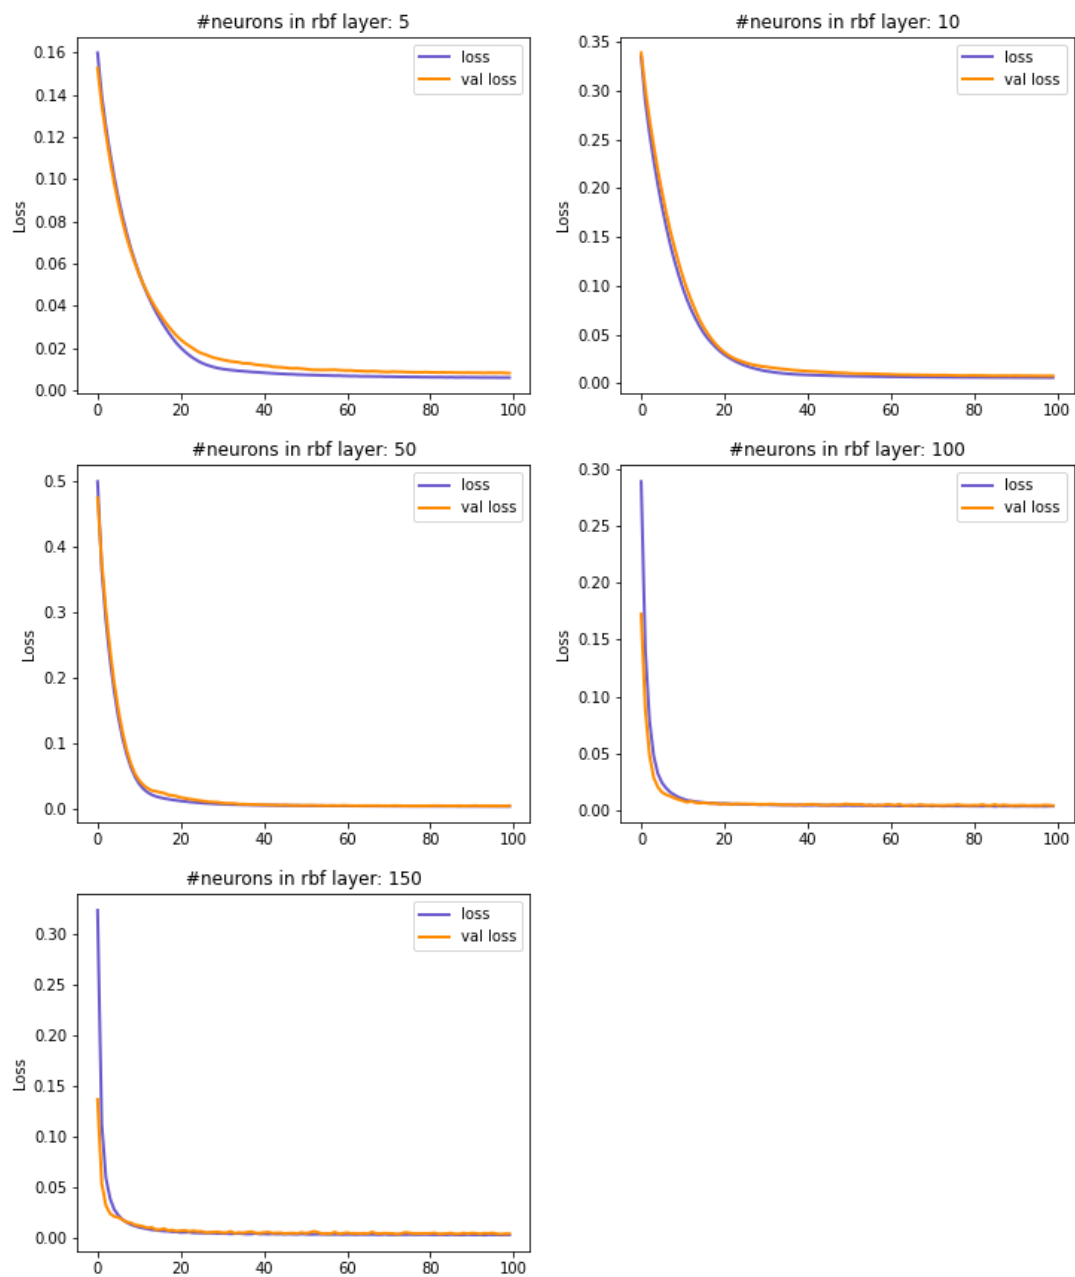 #neurons in rbf layer: 5
0.16
0.14
0.12
0.10
0.08
0.06
0.04
0.02
0.00
Loss
loss
val loss
0 20 40 60 80 100
#neurons in rbf layer: 10
0.35
0.30
0.25
0.20
0.15
0.10
0.05
0.00
Loss
loss
val loss
0 20 40 60 80 100
#neurons in rbf layer: 50
0.5
0.4
0.3
0.2
0.1
0.0
Loss
loss
val loss
0 20 40 60 80 100
#neurons in rbf layer: 100
0.30
0.25
0.20
0.15
0.10
0.05
0.00
Loss
loss
val loss
0 20 40 60 80 100
#neurons in rbf layer: 150
0.30
0.25
0.20
0.15
0.10
0.05
0.00
Loss
loss
val loss
0 20 40 60 80 100